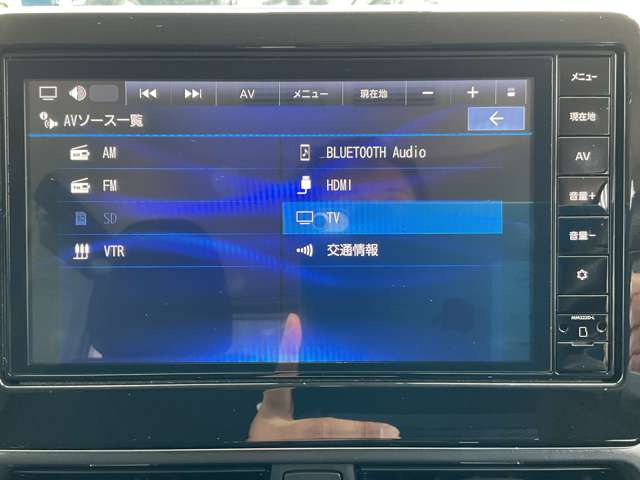 AV メニュー 現在地 − +
AVソース一覧
AM
BLUETOOTH Audio
FM
HDMI
SD
TV
VTR
交通情報
メニュー
現在地
AV
音量+
音量−
MM222D-L